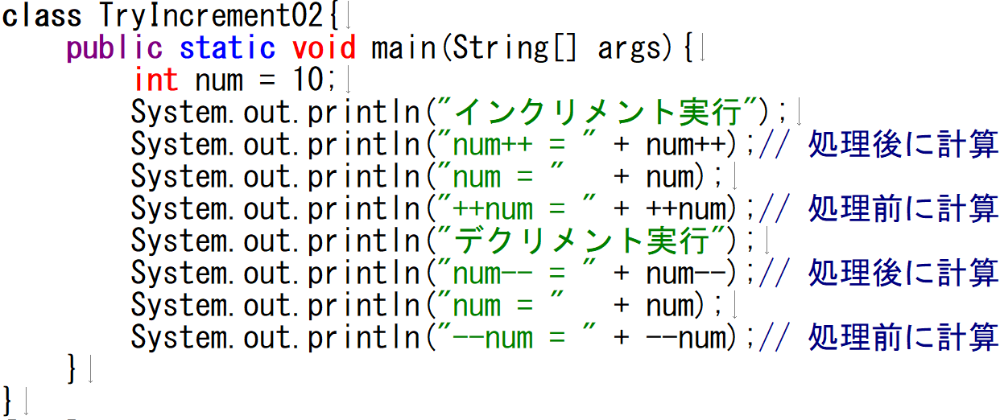 class TryIncrement02{
    public static void main(String[] args){
        int num = 10;
        System.out.println("インクリメント実行");
        System.out.println("num++ = " + num++);// 処理後に計算
        System.out.println("num = "   + num);
        System.out.println("++num = " + ++num);// 処理前に計算
        System.out.println("デクリメント実行");
        System.out.println("num-- = " + num--);// 処理後に計算
        System.out.println("num = "   + num);
        System.out.println("--num = " + --num);// 処理前に計算
    }
}